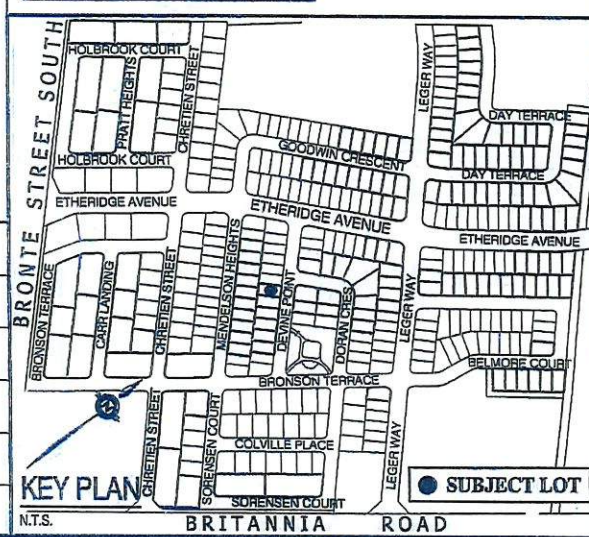 HOLBROOK COURT
BRONTE STREET SOUTH
PRATT HEIGHTS
CHRETIEN STREET
HOLBROOK COURT
ETHERIDGE AVENUE
GOODWIN CRESCENT
LEGER WAY
DAY TERRACE
DAY TERRACE
ETHERIDGE AVENUE
ETHERIDGE AVENUE
BRONSON TERRACE
CARR LANDING
CHRETIEN STREET
MENDELSON HEIGHTS
DEVINE POINT
DORAN CRES
LEGER WAY
BELMORE COURT
BRONSON TERRACE
N
CHRETIEN STREET
SORENSEN COURT
COLVILLE PLACE
LEGER WAY
SORENSEN COURT
KEY PLAN
N.T.S.
SUBJECT LOT
BRITANNIA ROAD